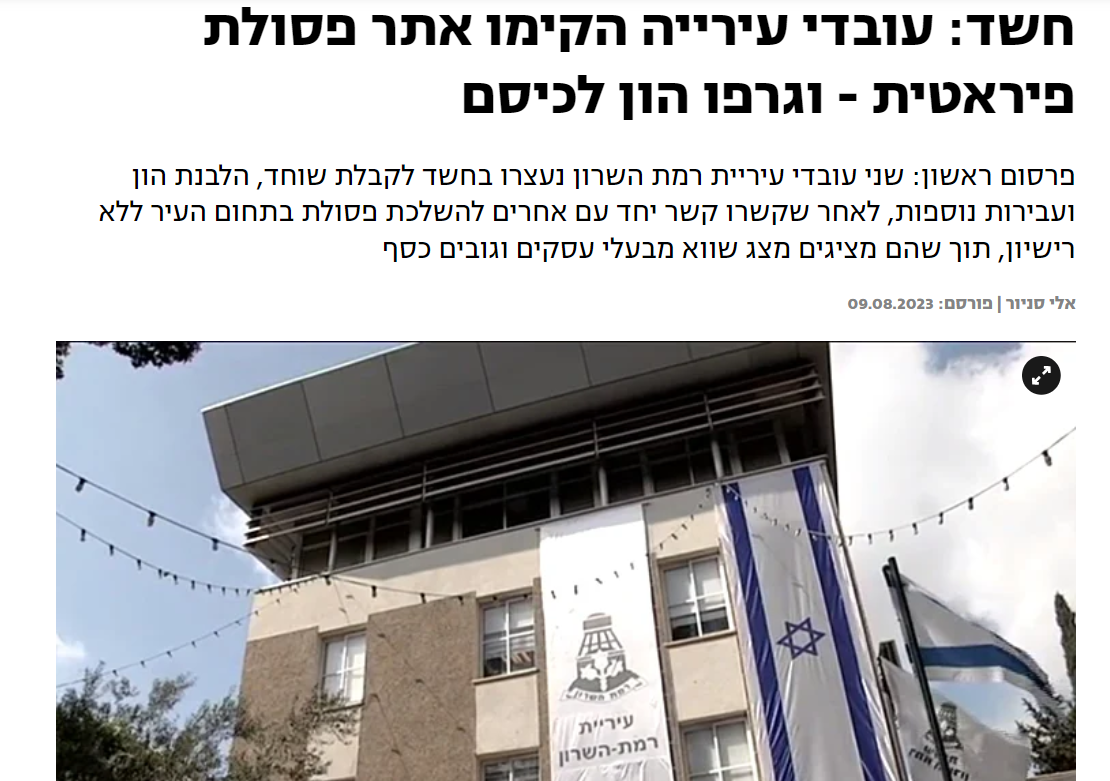 חשד: עובדי עירייה הקימו אתר פסולת
פיראטית - וגרפו הון לכיסם
פרסום ראשון: שני עובדי עיריית רמת השרון נעצרו בחשד לקבלת שוחד, הלבנת הון
ועבירות נוספות, לאחר שקשרו קשר יחד עם אחרים להשלכת פסולת בתחום העיר ללא
רישיון, תוך שהם מציגים מצג שווא מבעלי עסקים וגובים כסף
אלי סניור | פורסם: 09.08.2023
רמת השרון
עיריית
רמת-השרון